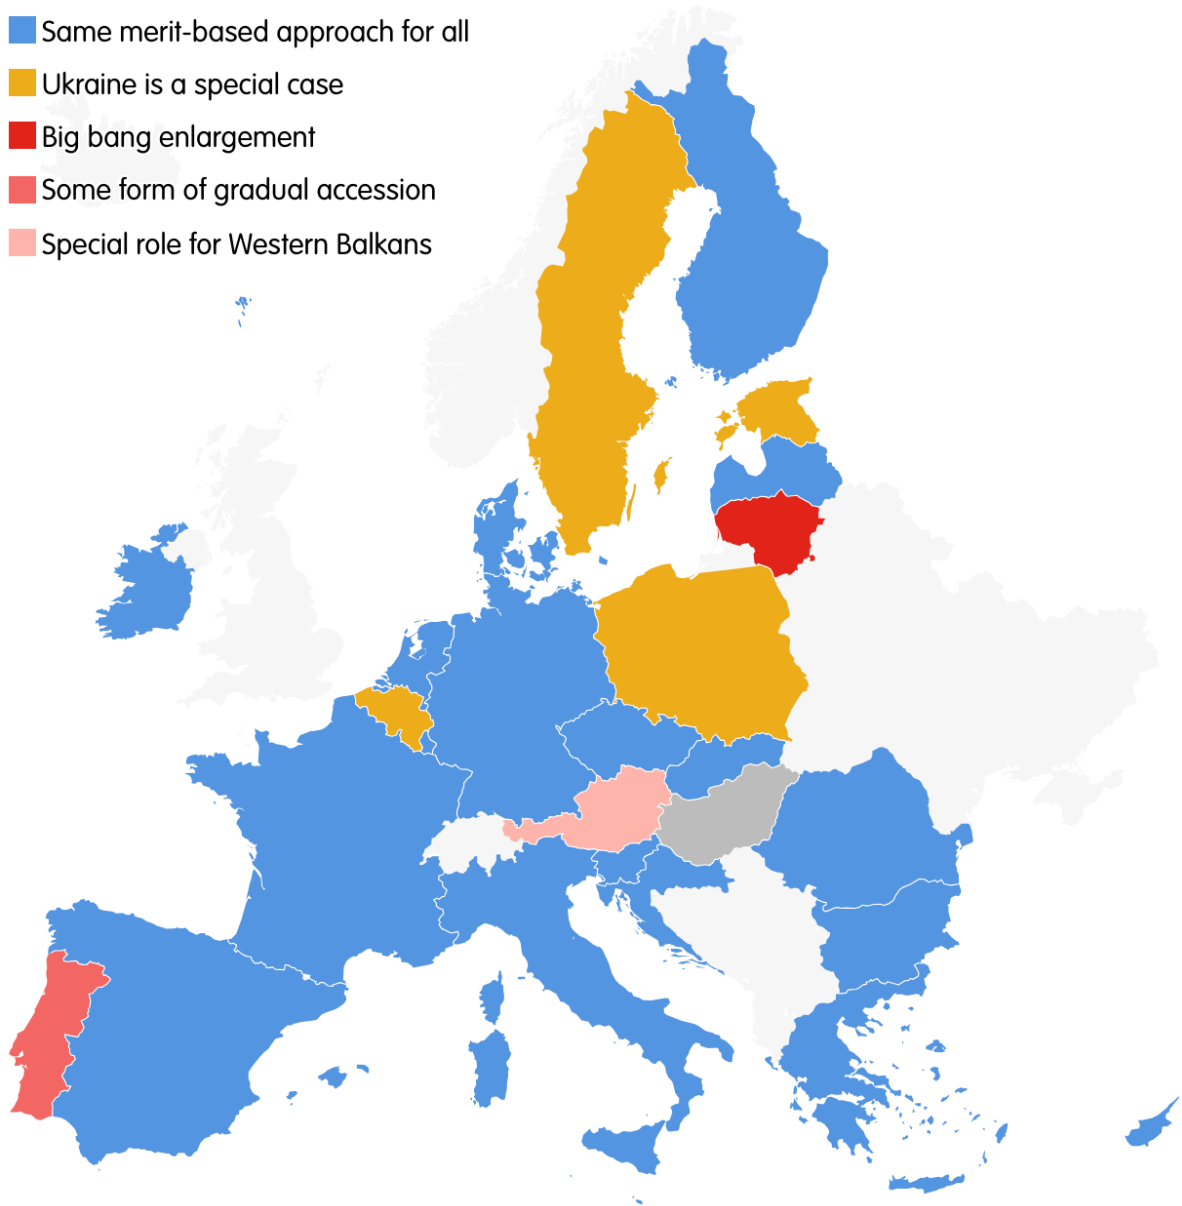 Same merit-based approach for all
Ukraine is a special case
Big bang enlargement
Some form of gradual accession
Special role for Western Balkans